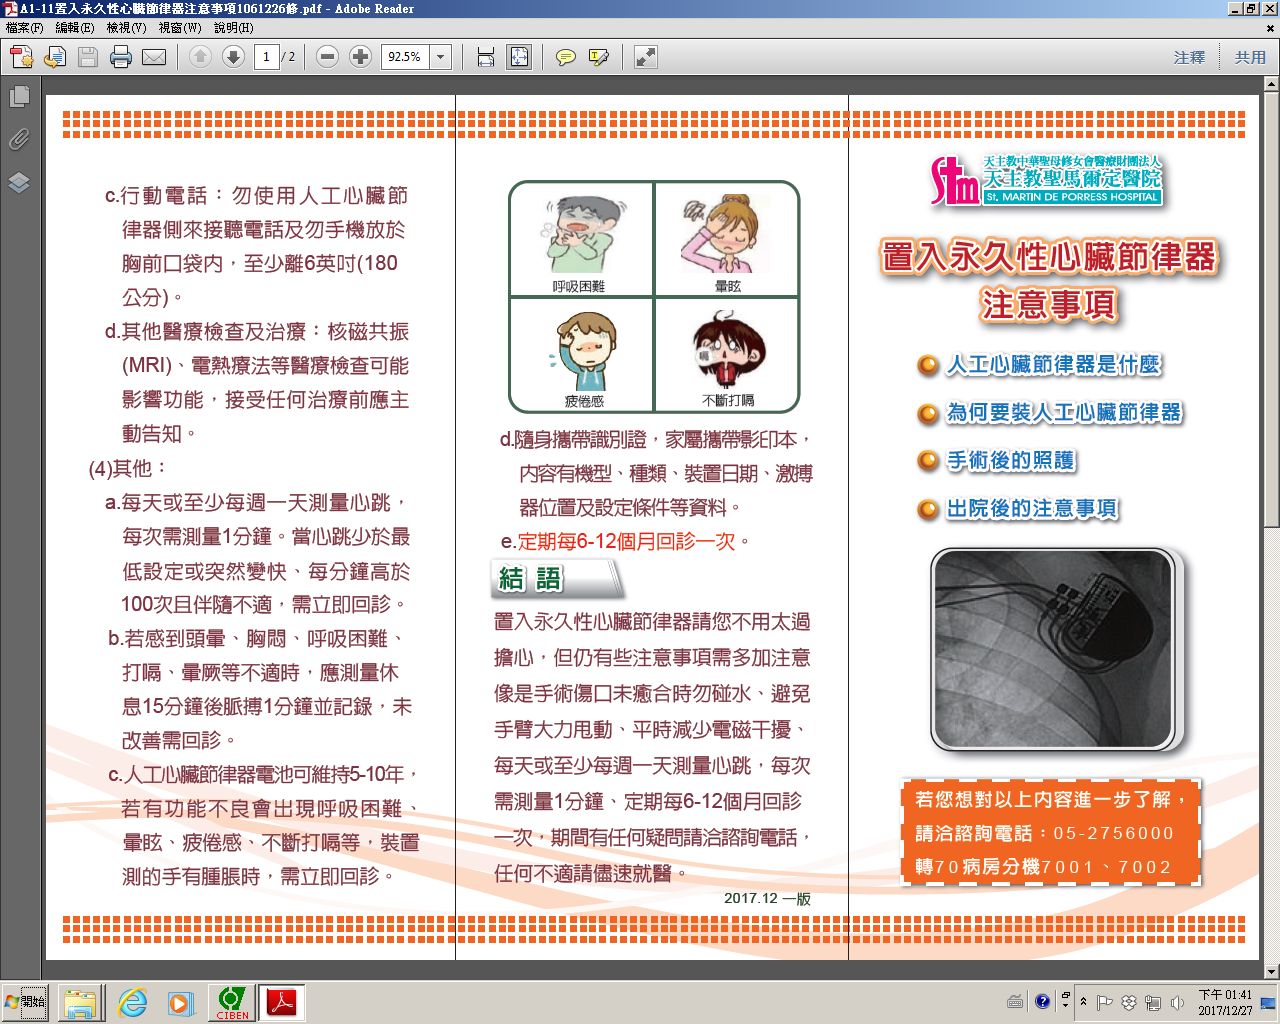 A1-11置入永久性心臟節律器注意事項1061226修.pdf - Adobe Reader
檔案(F) 編輯(E) 檢視(V) 視窗(W) 說明(H)
1 / 2 92.5% 注釋 共用
c.行動電話：勿使用人工心臟節
律器側來接聽電話及勿手機放於
胸前口袋內，至少離6英吋(180
公分)。
d.其他醫療檢查及治療：核磁共振
(MRI)、電熱療法等醫療檢查可能
影響功能，接受任何治療前應主
動告知。
(4)其他：
a.每天或至少每週一天測量心跳，
每次需測量1分鐘。當心跳少於最
低設定或突然變快、每分鐘高於
100次且伴隨不適，需立即回診。
b.若感到頭暈、胸悶、呼吸困難、
打嗝、暈厥等不適時，應測量休
息15分鐘後脈搏1分鐘並記錄，未
改善需回診。
c.人工心臟節律器電池可維持5-10年，
若有功能不良會出現呼吸困難、
暈眩、疲倦感、不斷打嗝等，裝置
測的手有腫脹時，需立即回診。
呼吸困難
暈眩
疲倦感
嗝
不斷打嗝
d.隨身攜帶識別證，家屬攜帶影印本，
內容有機型、種類、裝置日期、激搏
器位置及設定條件等資料。
e.定期每6-12個月回診一次。
結語
置入永久性心臟節律器請您不用太過
擔心，但仍有些注意事項需多加注意
像是手術傷口未癒合時勿碰水、避免
手臂大力甩動、平時減少電磁干擾、
每天或至少每週一天測量心跳，每次
需測量1分鐘、定期每6-12個月回診
一次，期間有任何疑問請洽諮詢電話，
任何不適請儘速就醫。
2017.12 一版
Stm
天主教中華聖母修女會醫療財團法人
天主教聖馬爾定醫院
ST. MARTIN DE PORRESS HOSPITAL
置入永久性心臟節律器
注意事項
人工心臟節律器是什麼
為何要裝人工心臟節律器
手術後的照護
出院後的注意事項
若您想對以上內容進一步了解，
請洽諮詢電話：05-2756000
轉70病房分機7001、7002
開始
CIBEN
下午 01:41
2017/12/27